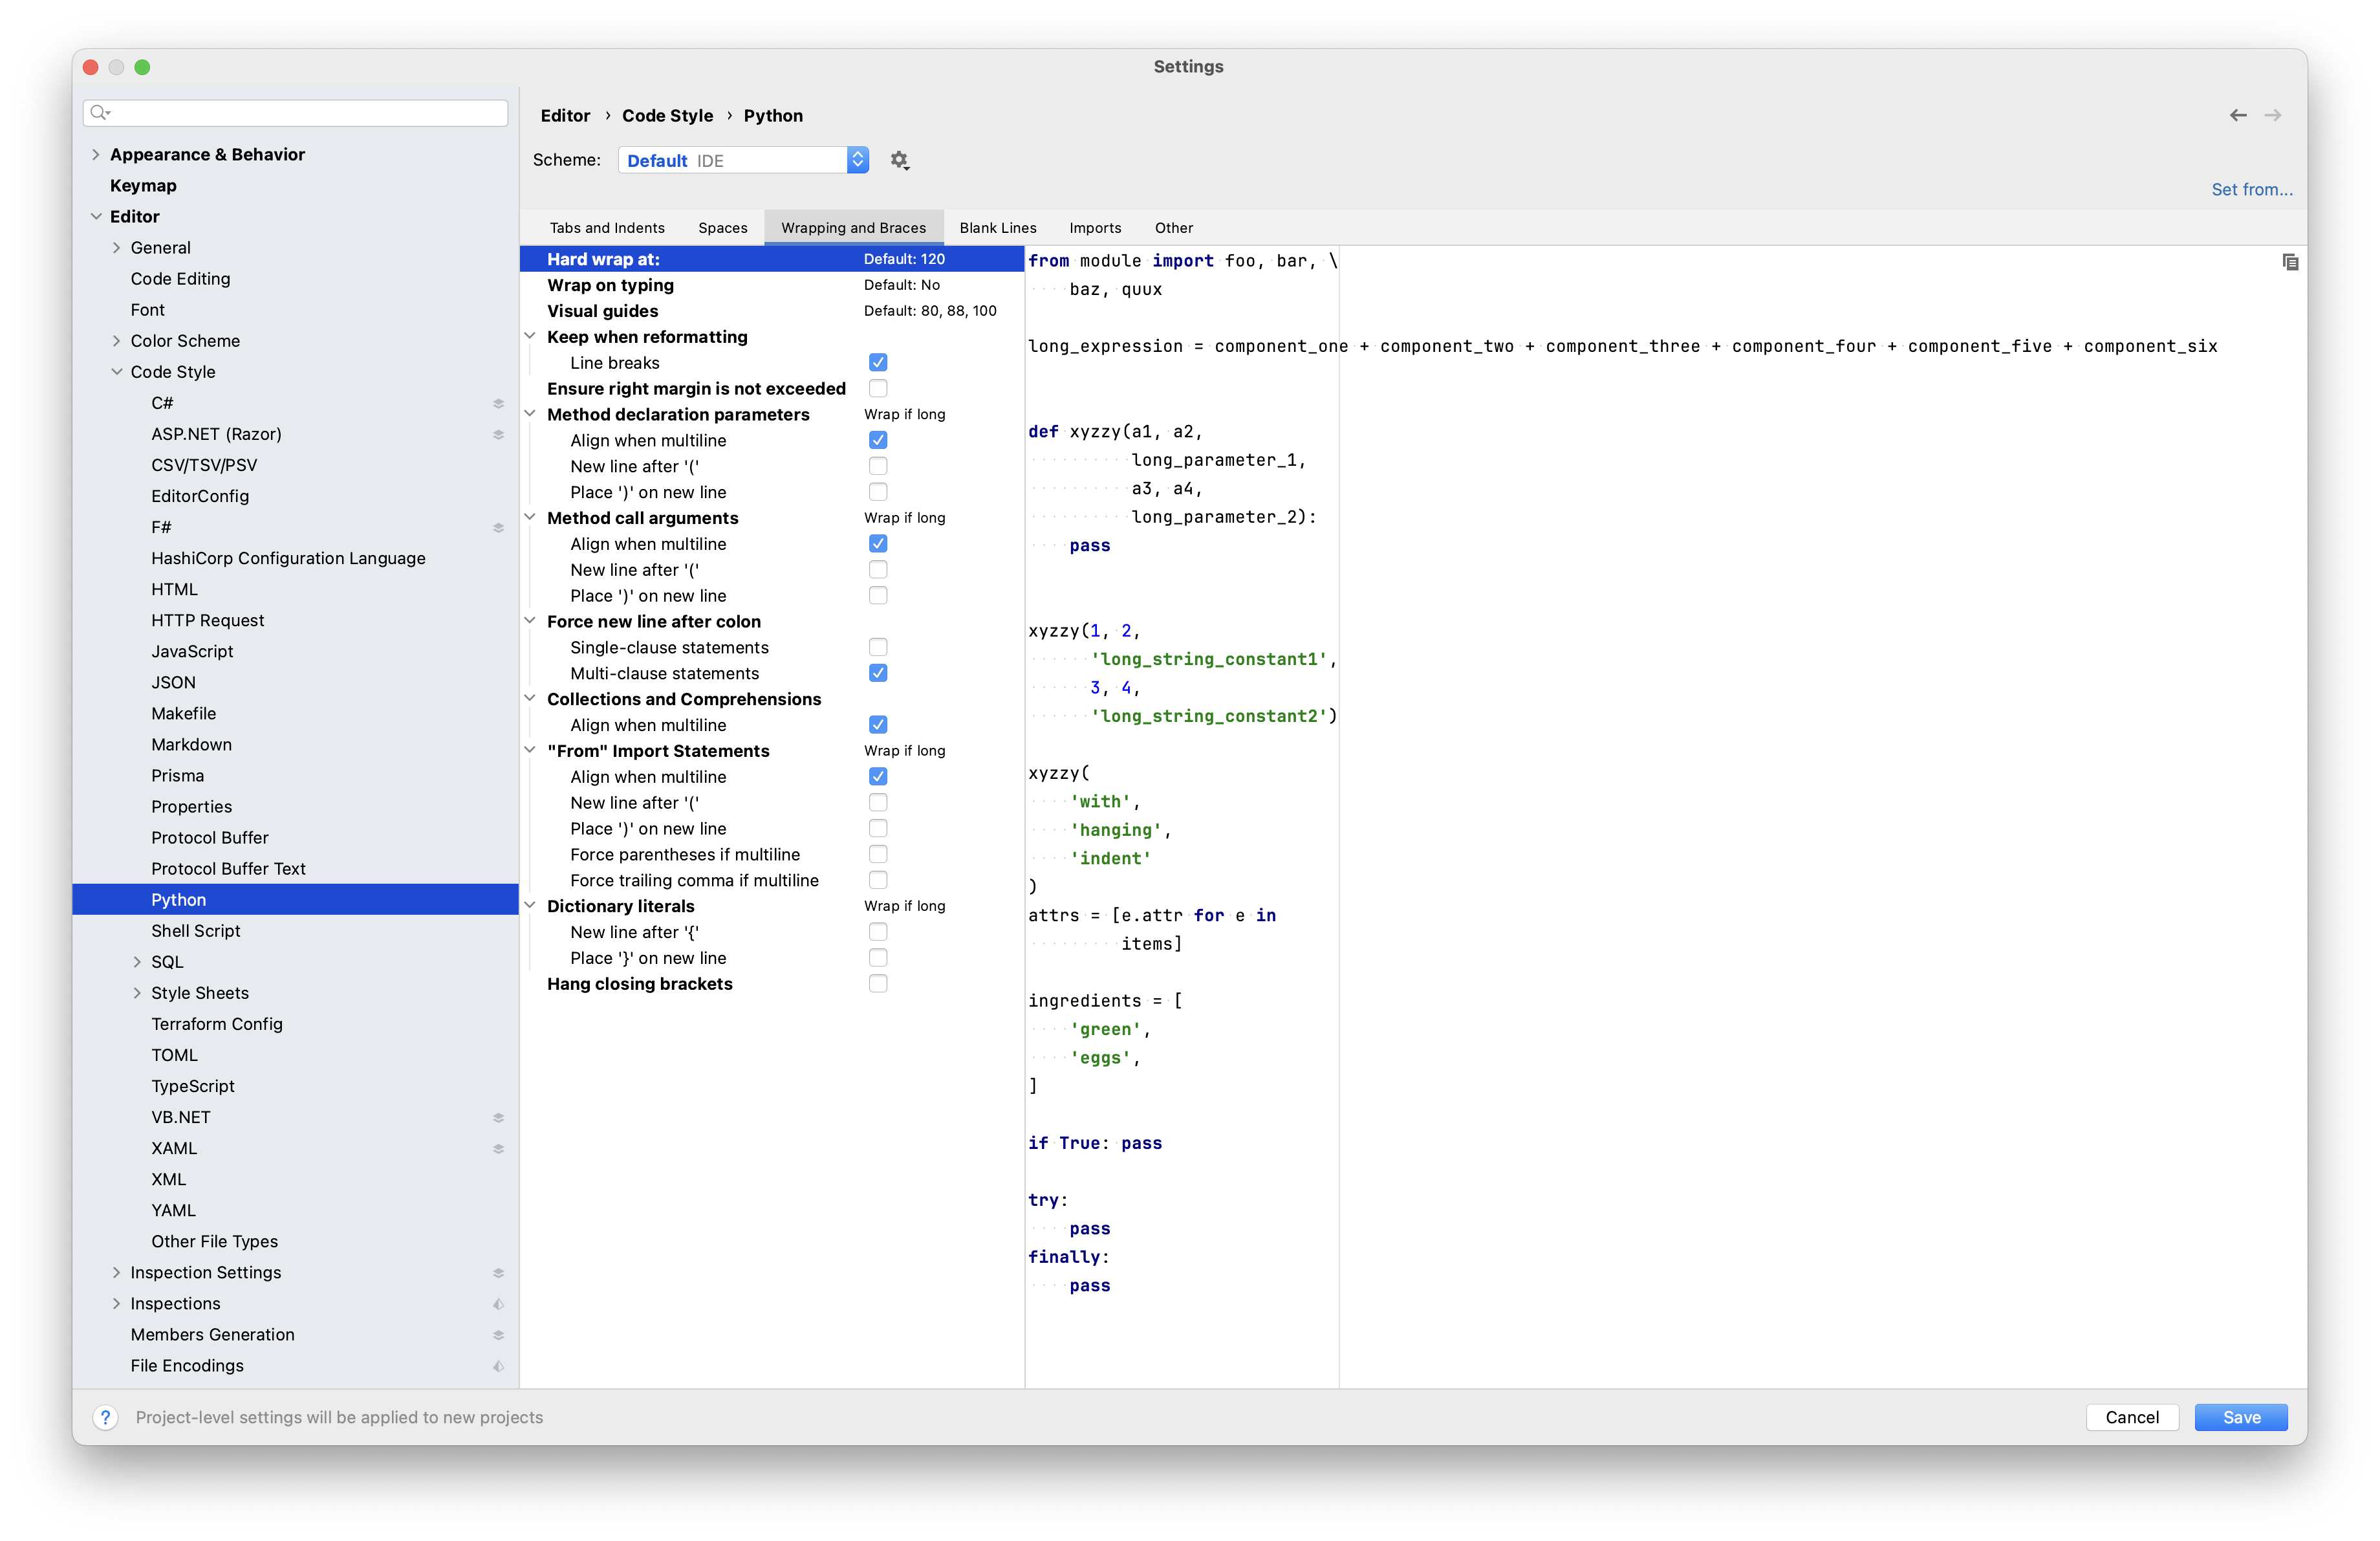 Settings
Appearance & Behavior
Keymap
Editor
General
Code Editing
Font
Color Scheme
Code Style
C#
ASP.NET (Razor)
CSV/TSV/PSV
EditorConfig
F#
HashiCorp Configuration Language
HTML
HTTP Request
JavaScript
JSON
Makefile
Markdown
Prisma
Properties
Protocol Buffer
Protocol Buffer Text
Python
Shell Script
SQL
Style Sheets
Terraform Config
TOML
TypeScript
VB.NET
XAML
XML
YAML
Other File Types
Inspection Settings
Inspections
Members Generation
File Encodings
Editor › Code Style › Python
Scheme: Default IDE
Set from...
Tabs and Indents Spaces Wrapping and Braces Blank Lines Imports Other
Hard wrap at: Default: 120
Wrap on typing Default: No
Visual guides Default: 80, 88, 100
Keep when reformatting
Line breaks
Ensure right margin is not exceeded
Method declaration parameters Wrap if long
Align when multiline
New line after '('
Place ')' on new line
Method call arguments Wrap if long
Align when multiline
New line after '('
Place ')' on new line
Force new line after colon
Single-clause statements
Multi-clause statements
Collections and Comprehensions
Align when multiline
"From" Import Statements Wrap if long
Align when multiline
New line after '('
Place ')' on new line
Force parentheses if multiline
Force trailing comma if multiline
Dictionary literals Wrap if long
New line after '{'
Place '}' on new line
Hang closing brackets
from module import foo, bar, \
    baz, quux
long_expression = component_one + component_two + component_three + component_four + component_five + component_six
def xyzzy(a1, a2,
          long_parameter_1,
          a3, a4,
          long_parameter_2):
    pass
xyzzy(1, 2,
      'long_string_constant1',
      3, 4,
      'long_string_constant2')
xyzzy(
    'with',
    'hanging',
    'indent'
)
attrs = [e.attr for e in
         items]
ingredients = [
    'green',
    'eggs',
]
if True: pass
try:
    pass
finally:
    pass
? Project-level settings will be applied to new projects
Cancel Save